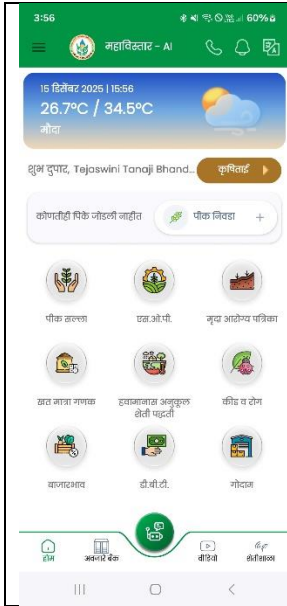 3:56
60%
महाविस्तार - AI
15 डिसेंबर 2025 | 15:56
26.7°C / 34.5°C
मौदा
शुभ दुपार, Tejaswini Tanaji Bhand...
कृषिताई
कोणतीही पिके जोडली नाहीत
पीक निवडा +
पीक सल्ला
एस.ओ.पी.
मृदा आरोग्य पत्रिका
खत मात्रा गणक
हवामानास अनुकूल
शेती पद्धती
कीड व रोग
बाजारभाव
डी.बी.टी.
गोदाम
होम
अवजारे बँक
व्हीडियो
शेतीशाळा